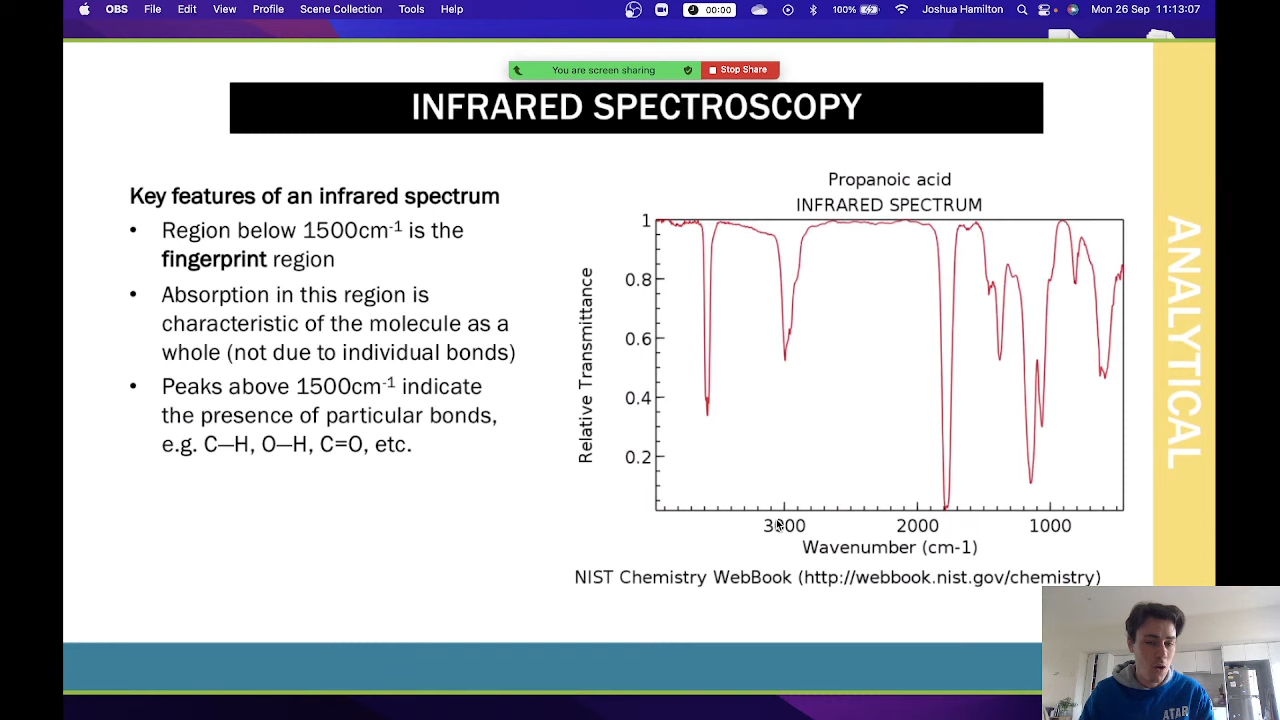 OBS File Edit View Profile Scene Collection Tools Help 00:00 100% Joshua Hamilton Mon 26 Sep 11:13:07
You are screen sharing Stop Share
INFRARED SPECTROSCOPY
Key features of an infrared spectrum
• Region below 1500cm⁻¹ is the
fingerprint region
• Absorption in this region is
characteristic of the molecule as a
whole (not due to individual bonds)
• Peaks above 1500cm⁻¹ indicate
the presence of particular bonds,
e.g. C—H, O—H, C=O, etc.
Propanoic acid
INFRARED SPECTRUM
1
0.8
0.6
0.4
0.2
Relative Transmittance
3000 2000 1000
Wavenumber (cm-1)
NIST Chemistry WebBook (http://webbook.nist.gov/chemistry)
ANALYTICAL
ATAR